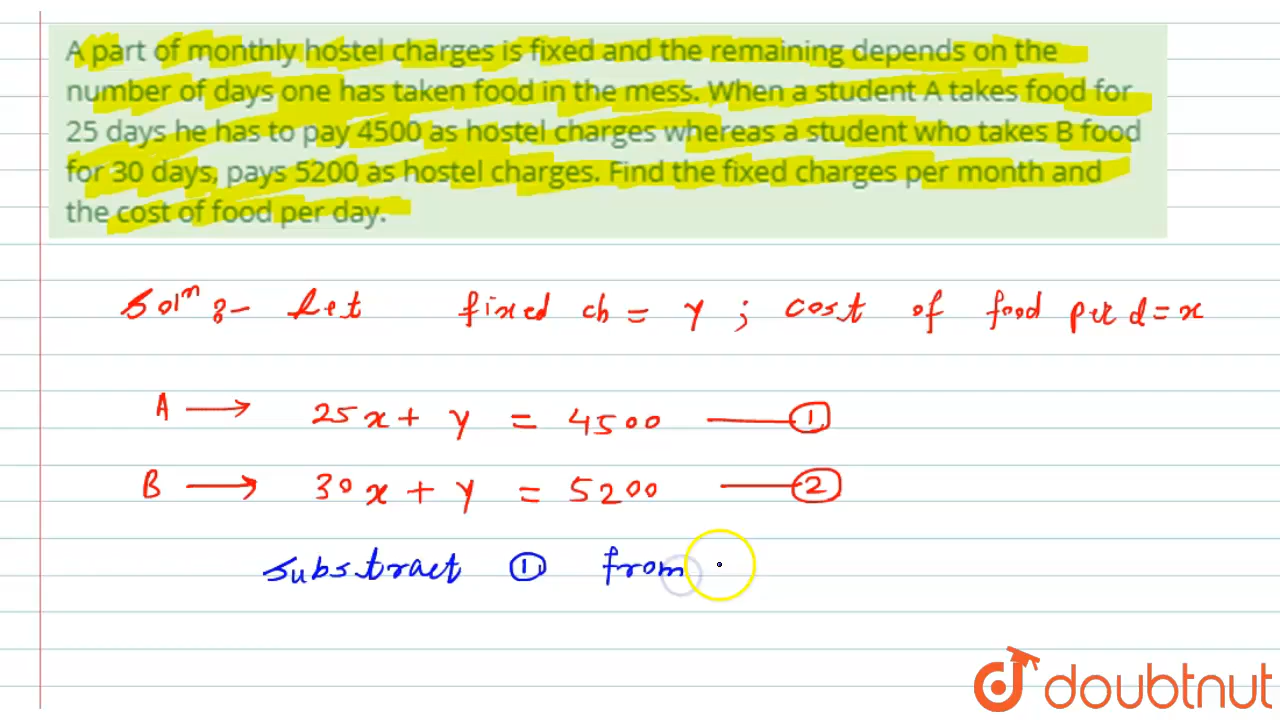 A part of monthly hostel charges is fixed and the remaining depends on the
number of days one has taken food in the mess. When a student A takes food for
25 days he has to pay 4500 as hostel charges whereas a student who takes B food
for 30 days, pays 5200 as hostel charges. Find the fixed charges per month and
the cost of food per day.
Solⁿ :- Let fixed ch = y ; cost of food per d = x
A → 25x + y = 4500 —— ①
B → 30x + y = 5200 —— ②
Substract ① from
doubtnut